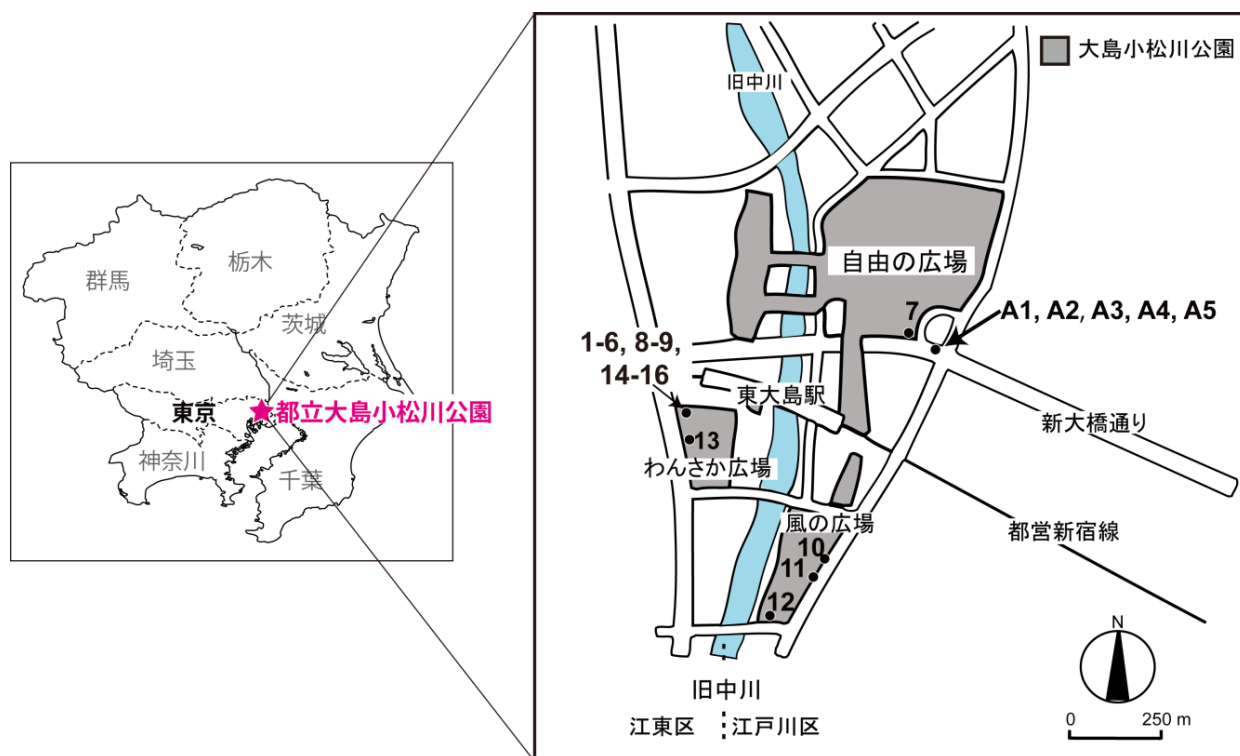 群馬
栃木
茨城
埼玉
東京
都立大島小松川公園
神奈川
千葉
大島小松川公園
旧中川
自由の広場
7
A1, A2, A3, A4, A5
1-6, 8-9,
14-16
東大島駅
新大橋通り
13
わんさか広場
風の広場
10
11
12
都営新宿線
N
旧中川
江東区
江戸川区
0
250 m